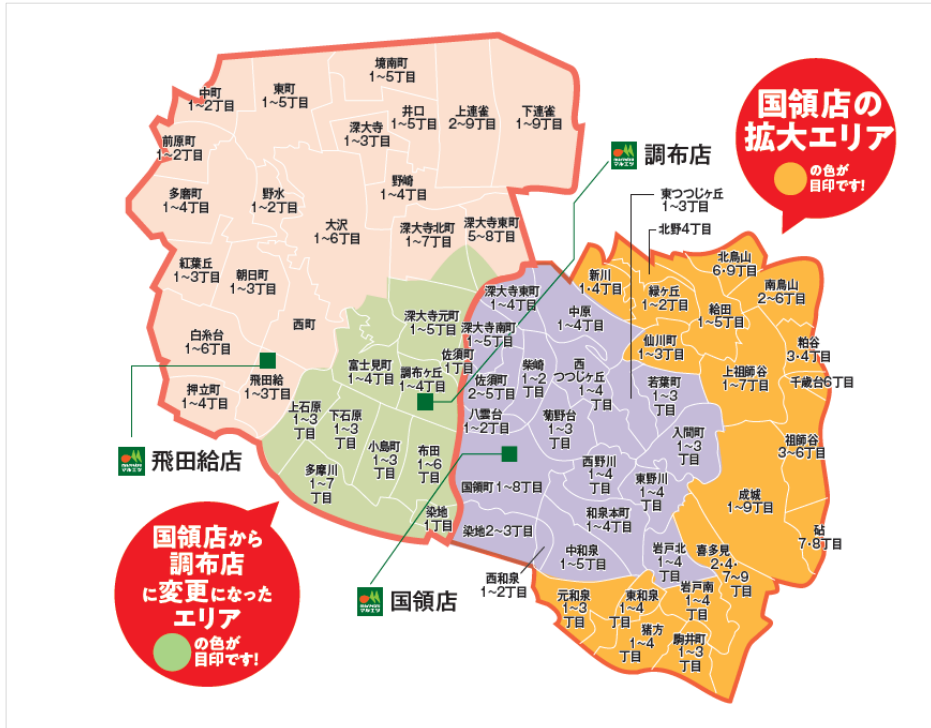 境南町
1～5丁目
中町
1～2丁目
東町
1～5丁目
井口
1～5丁目
上連雀
2～9丁目
下連雀
1～9丁目
深大寺
1～3丁目
前原町
1～2丁目
多磨町
1～4丁目
野水
1～2丁目
野崎
1～4丁目
大沢
1～6丁目
深大寺北町
1～7丁目
深大寺東町
5～8丁目
紅葉丘
1～3丁目
朝日町
1～3丁目
西町
白糸台
1～6丁目
押立町
1～4丁目
飛田給
1～3丁目
飛田給店
調布店
国領店の
拡大エリア
の色が
目印です!
東つつじヶ丘
1～3丁目
北野4丁目
深大寺元町
1～5丁目
富士見町
1～4丁目
調布ヶ丘
1～4丁目
佐須町
1丁目
上石原
1～3
丁目
下石原
1～3
丁目
小島町
1～3
丁目
布田
1～6
丁目
多摩川
1～7
丁目
染地
1丁目
深大寺東町
1～4丁目
深大寺南町
1～5丁目
中原
1～4丁目
佐須町
2～5丁目
柴崎
1～2
丁目
西
つつじヶ丘
1～4
丁目
八雲台
1～2丁目
菊野台
1～3
丁目
若葉町
1～3
丁目
入間町
1～3
丁目
国領町1～8丁目
西野川
1～4
丁目
東野川
1～4
丁目
染地2～3丁目
和泉本町
1～4丁目
中和泉
1～5丁目
岩戸北
1～4
丁目
西和泉
1～2丁目
新川
1・4丁目
緑ヶ丘
1～2丁目
北烏山
6・9丁目
南烏山
2～6丁目
給田
1～5丁目
仙川町
1～3丁目
粕谷
3・4丁目
上祖師谷
1～7丁目
千歳台6丁目
祖師谷
3～6丁目
成城
1～9丁目
砧
7・8丁目
喜多見
2・4・
7～9
丁目
岩戸南
1～4
丁目
元和泉
1～3
丁目
東和泉
1～4
丁目
猪方
1～4
丁目
駒井町
1～3
丁目
国領店
国領店から
調布店
に変更になった
エリア
の色が
目印です!